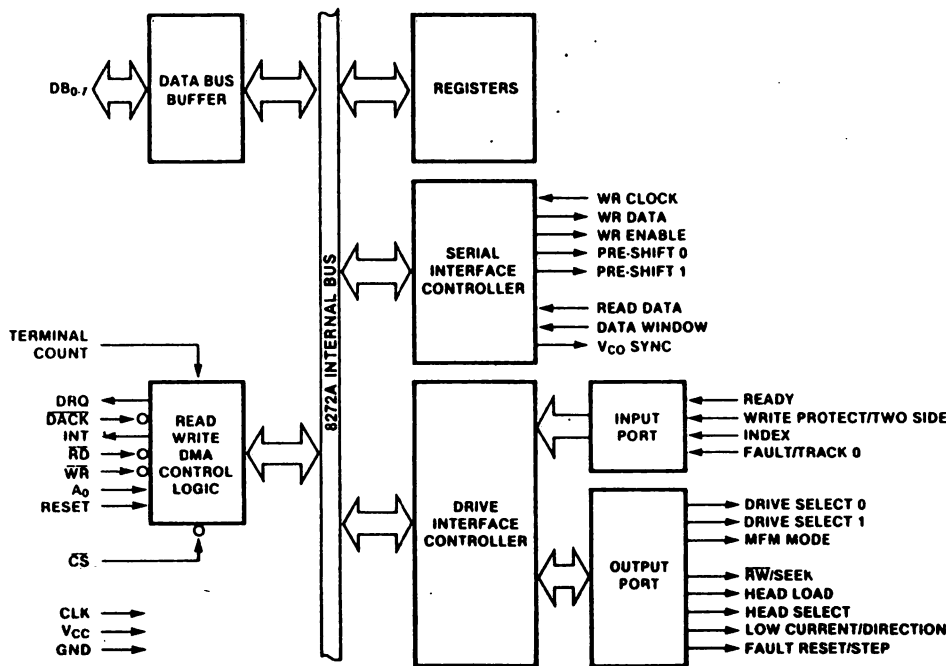 DB0-7
DATA BUS
BUFFER
REGISTERS
8272A INTERNAL BUS
SERIAL
INTERFACE
CONTROLLER
WR CLOCK
WR DATA
WR ENABLE
PRE-SHIFT 0
PRE-SHIFT 1
READ DATA
DATA WINDOW
VCO SYNC
TERMINAL
COUNT
DRQ
DACK
INT
RD
WR
A0
RESET
CS
READ
WRITE
DMA
CONTROL
LOGIC
CLK
VCC
GND
DRIVE
INTERFACE
CONTROLLER
INPUT
PORT
READY
WRITE PROTECT/TWO SIDE
INDEX
FAULT/TRACK 0
OUTPUT
PORT
DRIVE SELECT 0
DRIVE SELECT 1
MFM MODE
RW/SEEK
HEAD LOAD
HEAD SELECT
LOW CURRENT/DIRECTION
FAULT RESET/STEP